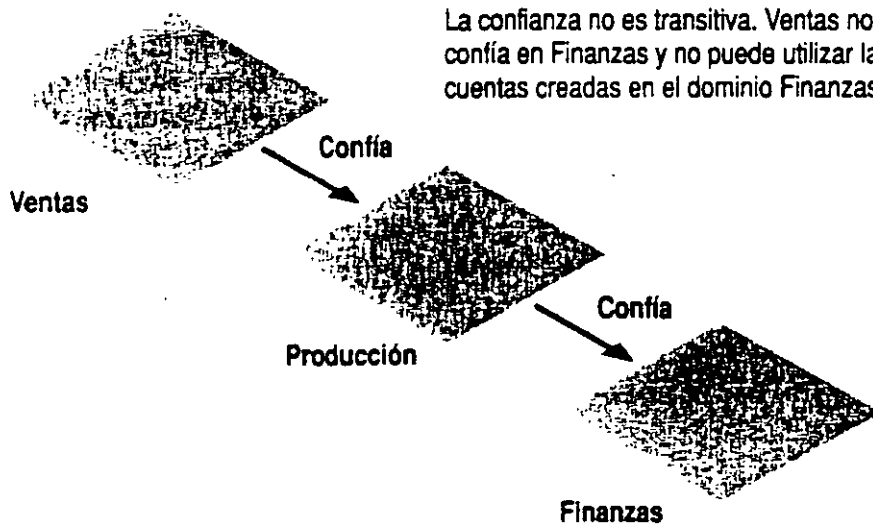 La confianza no es transitiva. Ventas no
confía en Finanzas y no puede utilizar la
cuentas creadas en el dominio Finanzas
Confía
Ventas
Confía
Producción
Finanzas